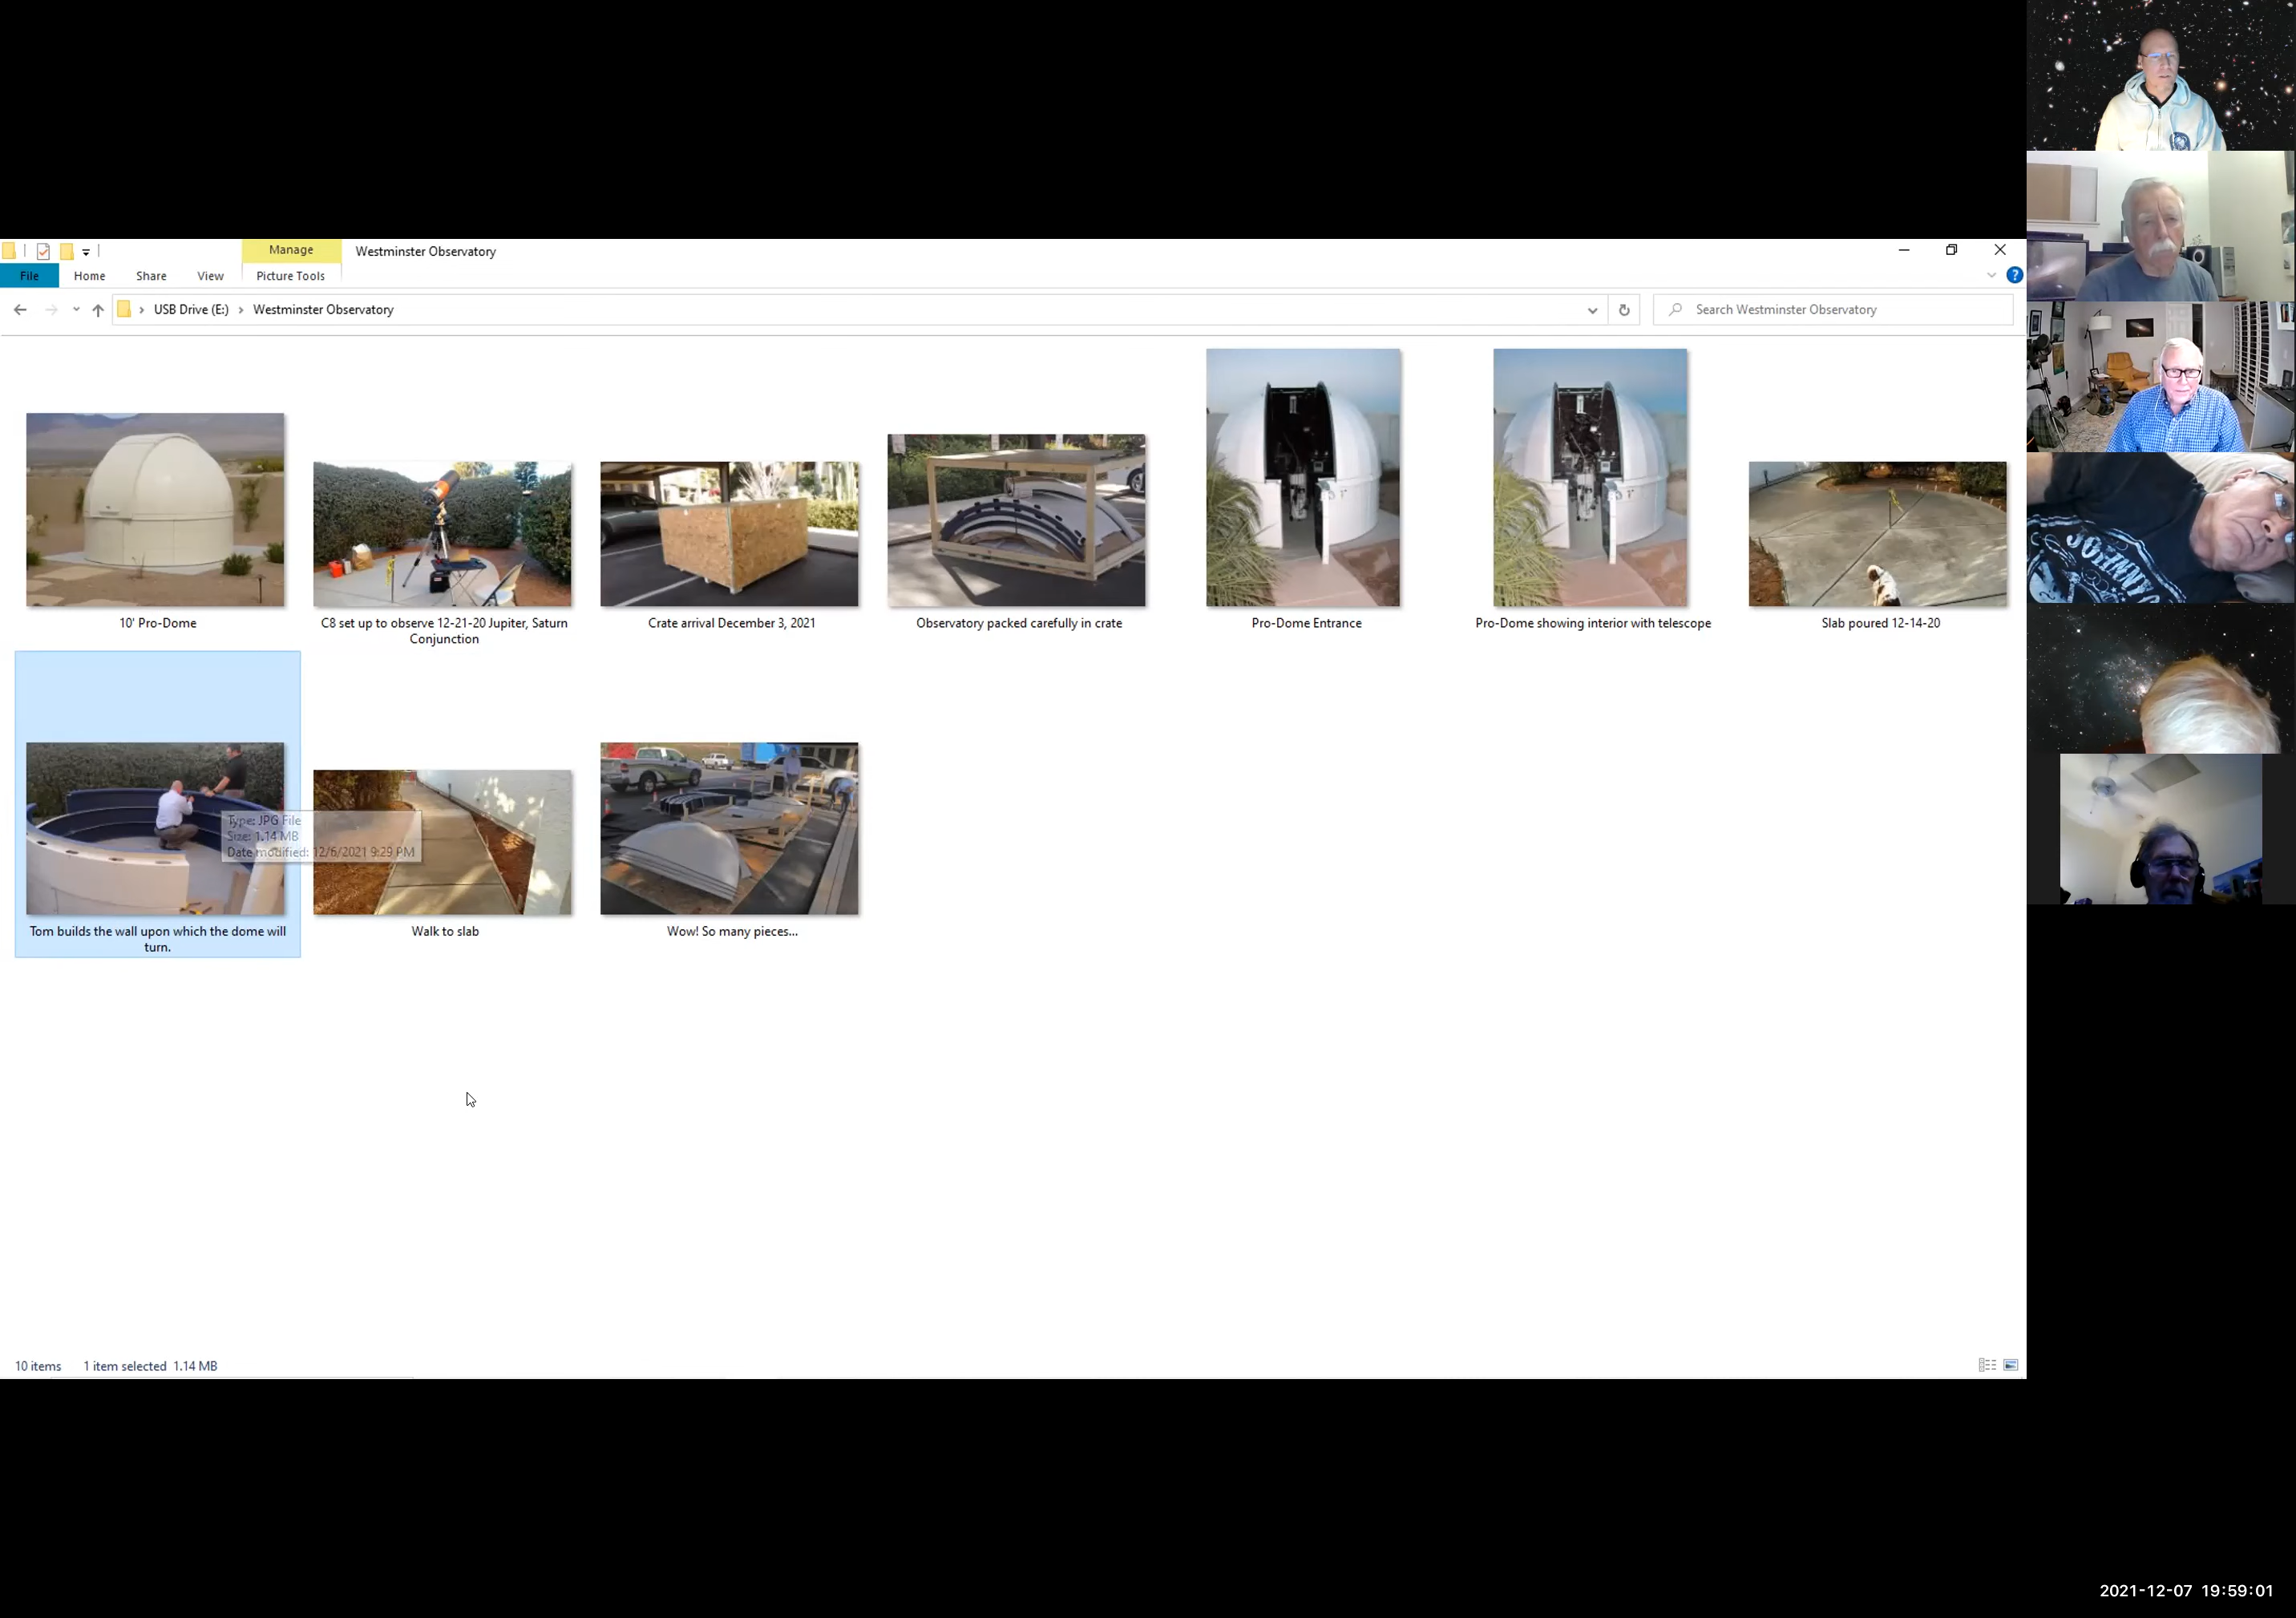 Manage
Westminster Observatory
File
Home
Share
View
Picture Tools
USB Drive (E:)
Westminster Observatory
Search Westminster Observatory
10' Pro-Dome
C8 set up to observe 12-21-20 Jupiter, Saturn
Conjunction
Crate arrival December 3, 2021
Observatory packed carefully in crate
Pro-Dome Entrance
Pro-Dome showing interior with telescope
Slab poured 12-14-20
Type: JPG File
Size: 1.14 MB
Date modified: 12/6/2021 9:29 PM
Tom builds the wall upon which the dome will
turn.
Walk to slab
Wow! So many pieces...
10 items
1 item selected 1.14 MB
JOHNNY
2021-12-07 19:59:01